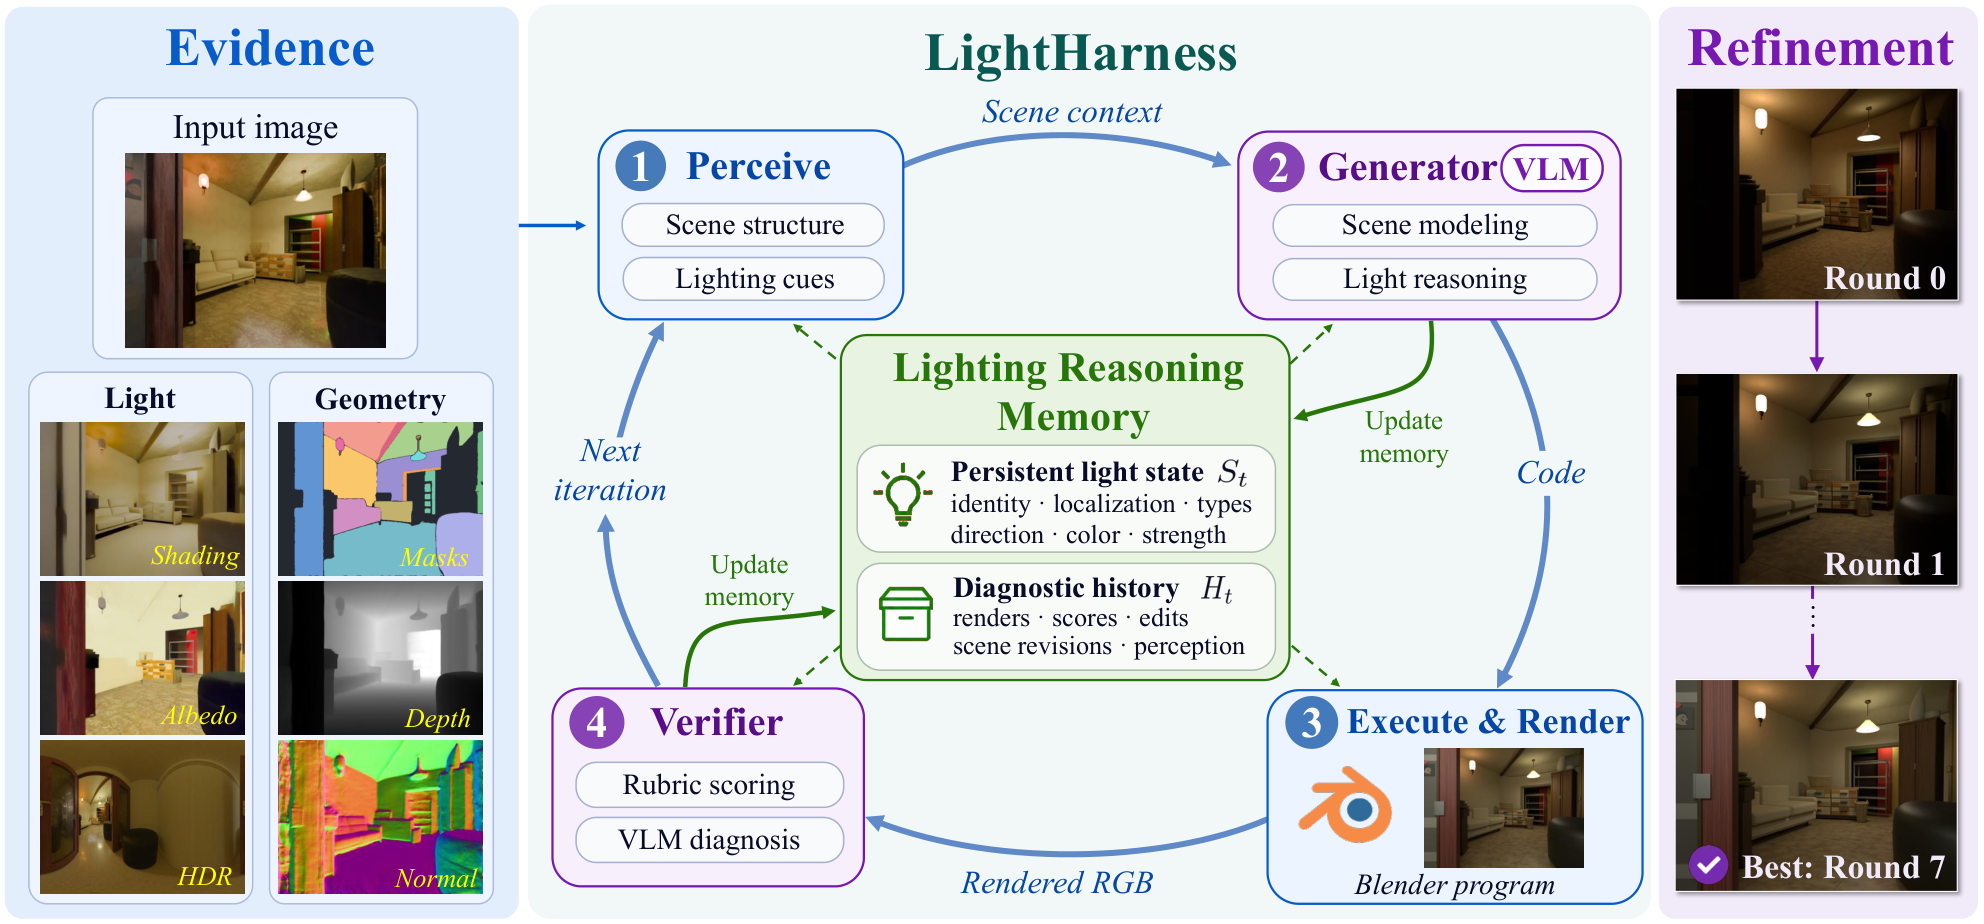 Evidence
Input image
Light
Shading
Albedo
HDR
Geometry
Masks
Depth
Normal
LightHarness
Scene context
1 Perceive
Scene structure
Lighting cues
2 Generator VLM
Scene modeling
Light reasoning
Lighting Reasoning
Memory
Persistent light state S_t
identity · localization · types
direction · color · strength
Diagnostic history H_t
renders · scores · edits
scene revisions · perception
Update
memory
Code
Next
iteration
Update
memory
3 Execute & Render
Blender program
Rendered RGB
4 Verifier
Rubric scoring
VLM diagnosis
Refinement
Round 0
Round 1
Best: Round 7